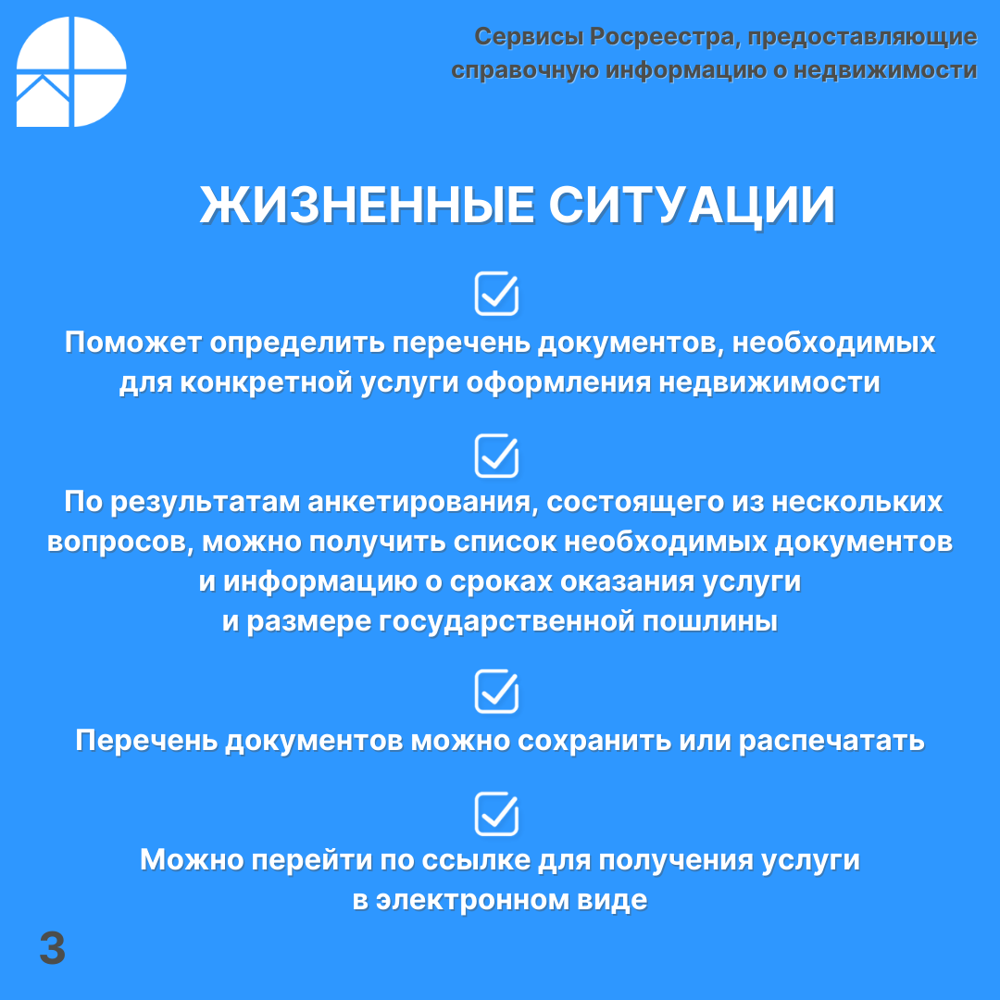 Сервисы Росреестра, предоставляющие
справочную информацию о недвижимости
ЖИЗНЕННЫЕ СИТУАЦИИ
Поможет определить перечень документов, необходимых
для конкретной услуги оформления недвижимости
По результатам анкетирования, состоящего из нескольких
вопросов, можно получить список необходимых документов
и информацию о сроках оказания услуги
и размере государственной пошлины
Перечень документов можно сохранить или распечатать
Можно перейти по ссылке для получения услуги
в электронном виде
3